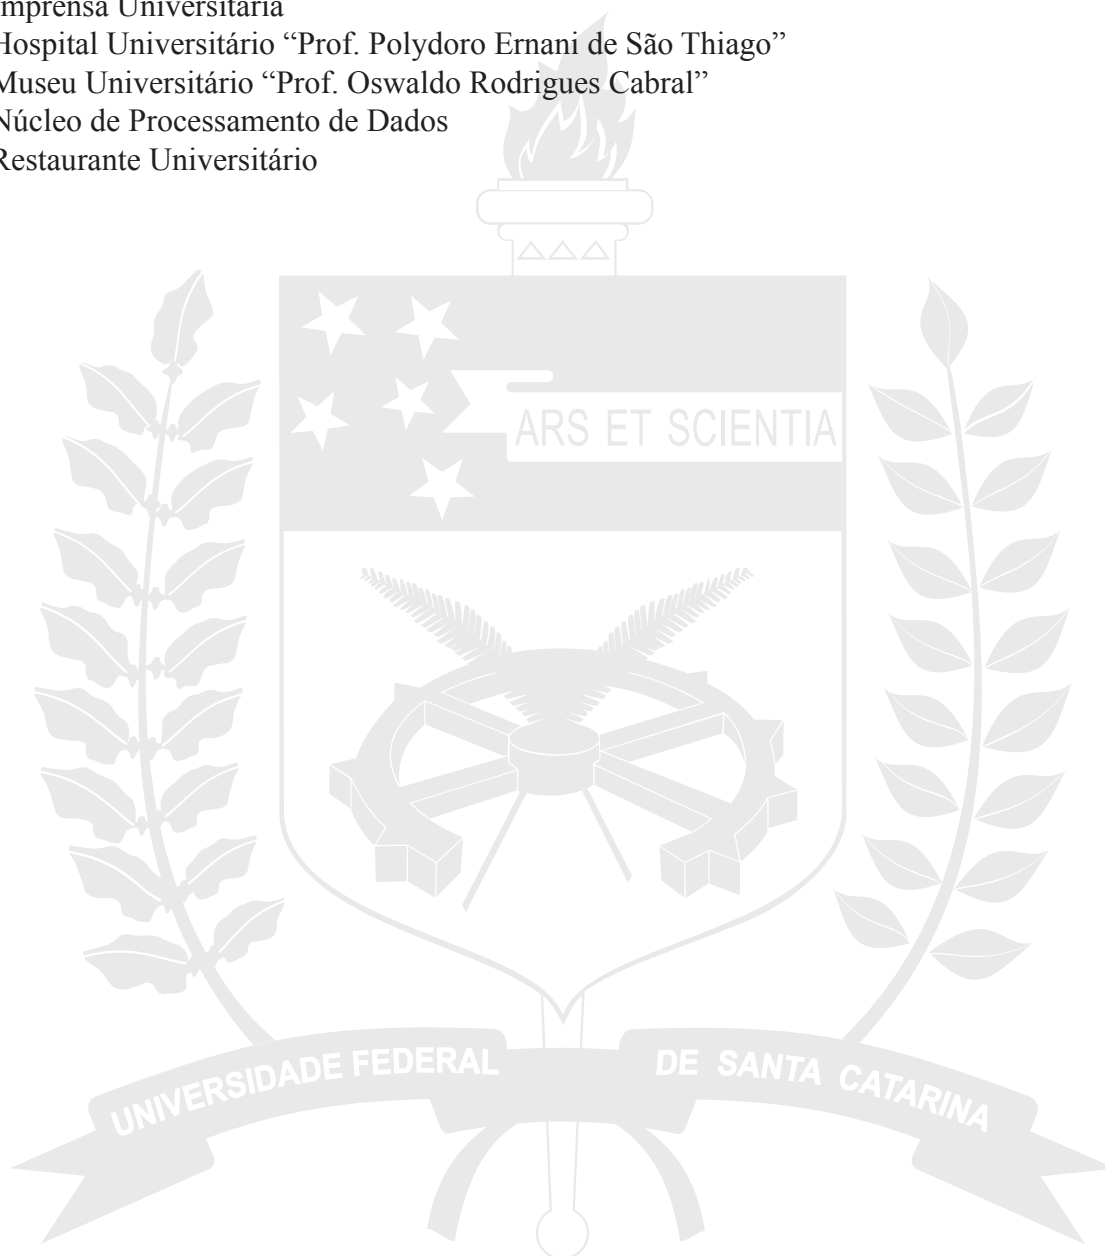 Imprensa Universitária
Hospital Universitário “Prof. Polydoro Ernani de São Thiago”
Museu Universitário “Prof. Oswaldo Rodrigues Cabral”
Núcleo de Processamento de Dados
Restaurante Universitário
ARS ET SCIENTIA
UNIVERSIDADE FEDERAL DE SANTA CATARINA